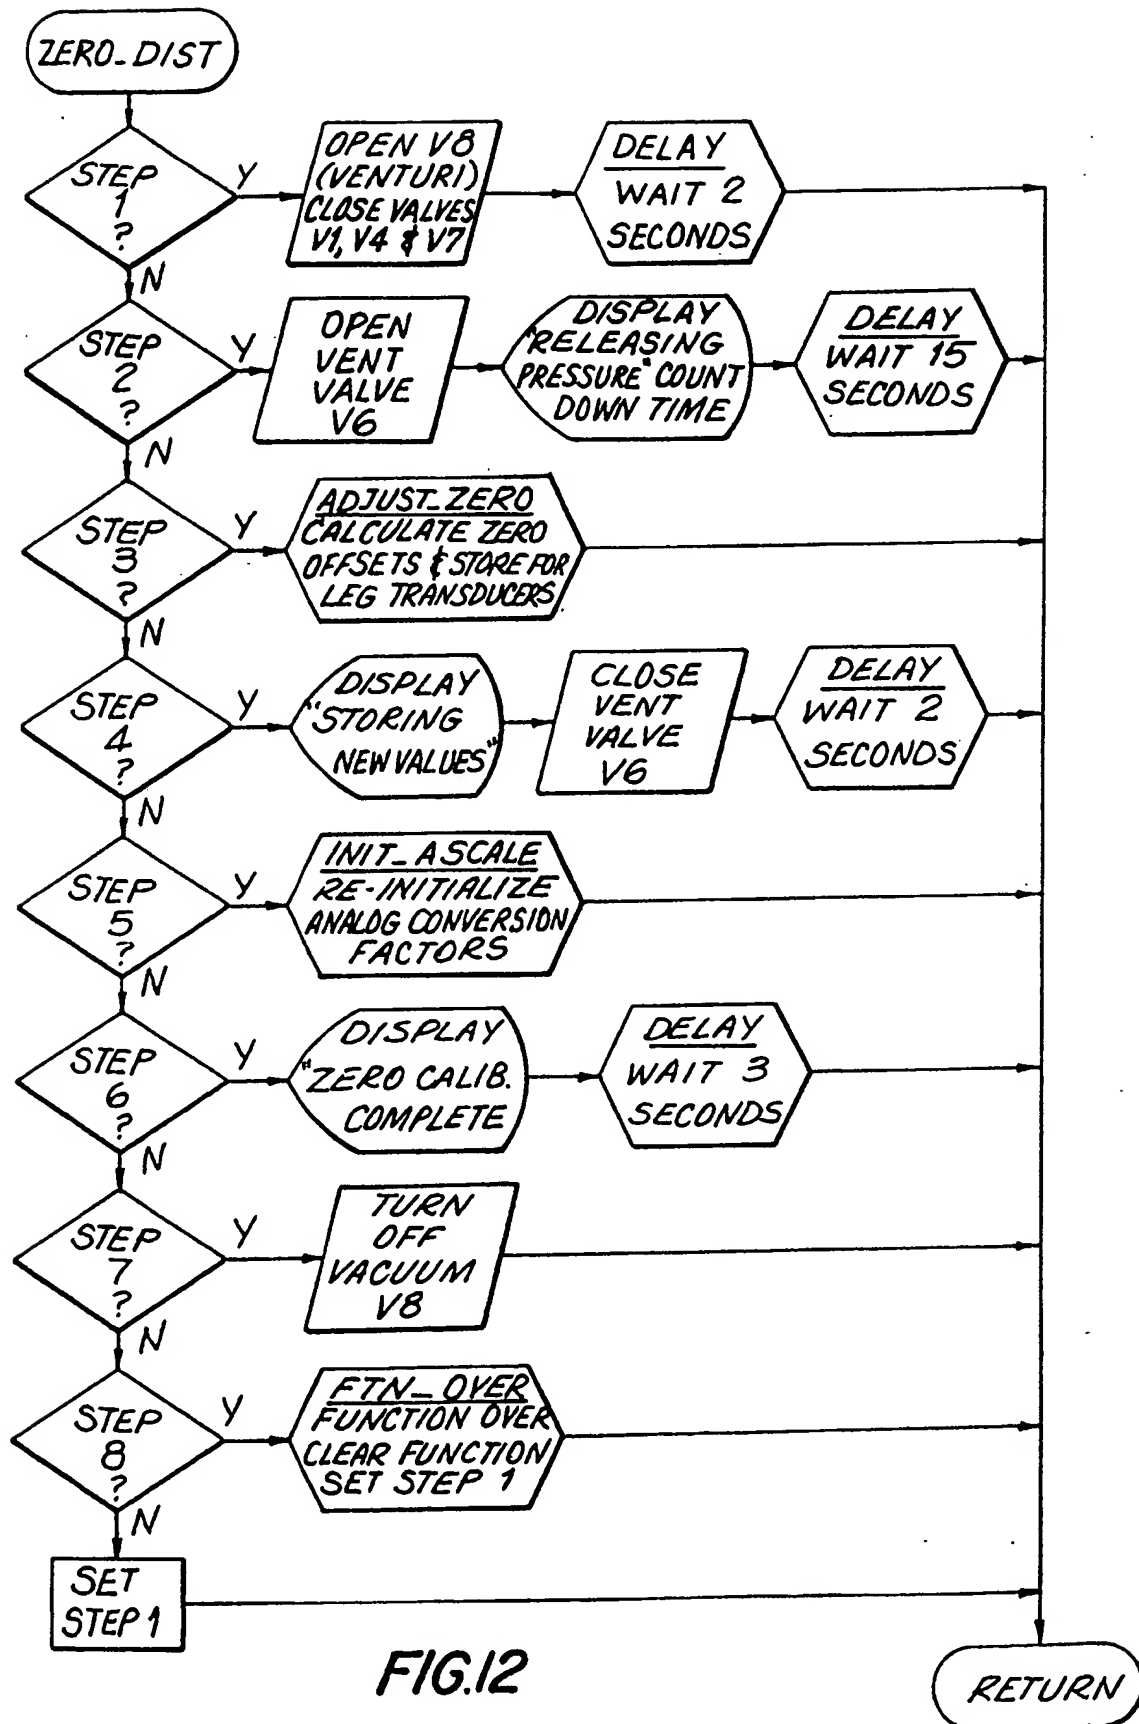 ZERO_DIST
STEP
1
?
Y
OPEN V8
(VENTURI)
CLOSE VALVES
V1, V4 & V7
DELAY
WAIT 2
SECONDS
N
STEP
2
?
Y
OPEN
VENT
VALVE
V6
DISPLAY
"RELEASING
PRESSURE" COUNT
DOWN TIME
DELAY
WAIT 15
SECONDS
N
STEP
3
?
Y
ADJUST_ZERO
CALCULATE ZERO
OFFSETS & STORE FOR
LEG TRANSDUCERS
N
STEP
4
?
Y
DISPLAY
"STORING
NEW VALUES"
CLOSE
VENT
VALVE
V6
DELAY
WAIT 2
SECONDS
N
STEP
5
?
Y
INIT_ASCALE
RE-INITIALIZE
ANALOG CONVERSION
FACTORS
N
STEP
6
?
Y
DISPLAY
"ZERO CALIB.
COMPLETE
DELAY
WAIT 3
SECONDS
N
STEP
7
?
Y
TURN
OFF
VACUUM
V8
N
STEP
8
?
Y
FTN_OVER
FUNCTION OVER
CLEAR FUNCTION
SET STEP 1
N
SET
STEP 1
RETURN
FIG.12